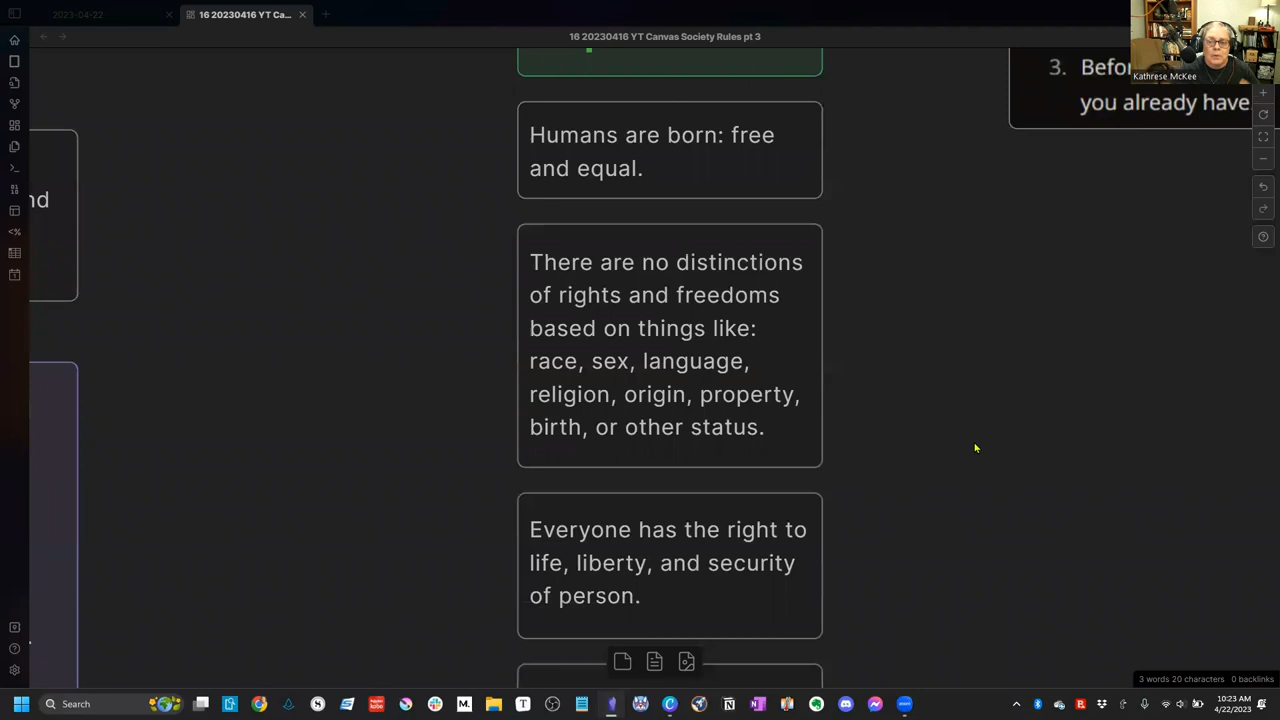 2023-04-22
16 20230416 YT Ca...
16 20230416 YT Canvas Society Rules pt 3
Kathrese McKee
3. Befor
you already have.
Humans are born: free
and equal.
nd
There are no distinctions
of rights and freedoms
based on things like:
race, sex, language,
religion, origin, property,
birth, or other status.
Everyone has the right to
life, liberty, and security
of person.
3 words 20 characters 0 backlinks
Search
10:23 AM
4/22/2023